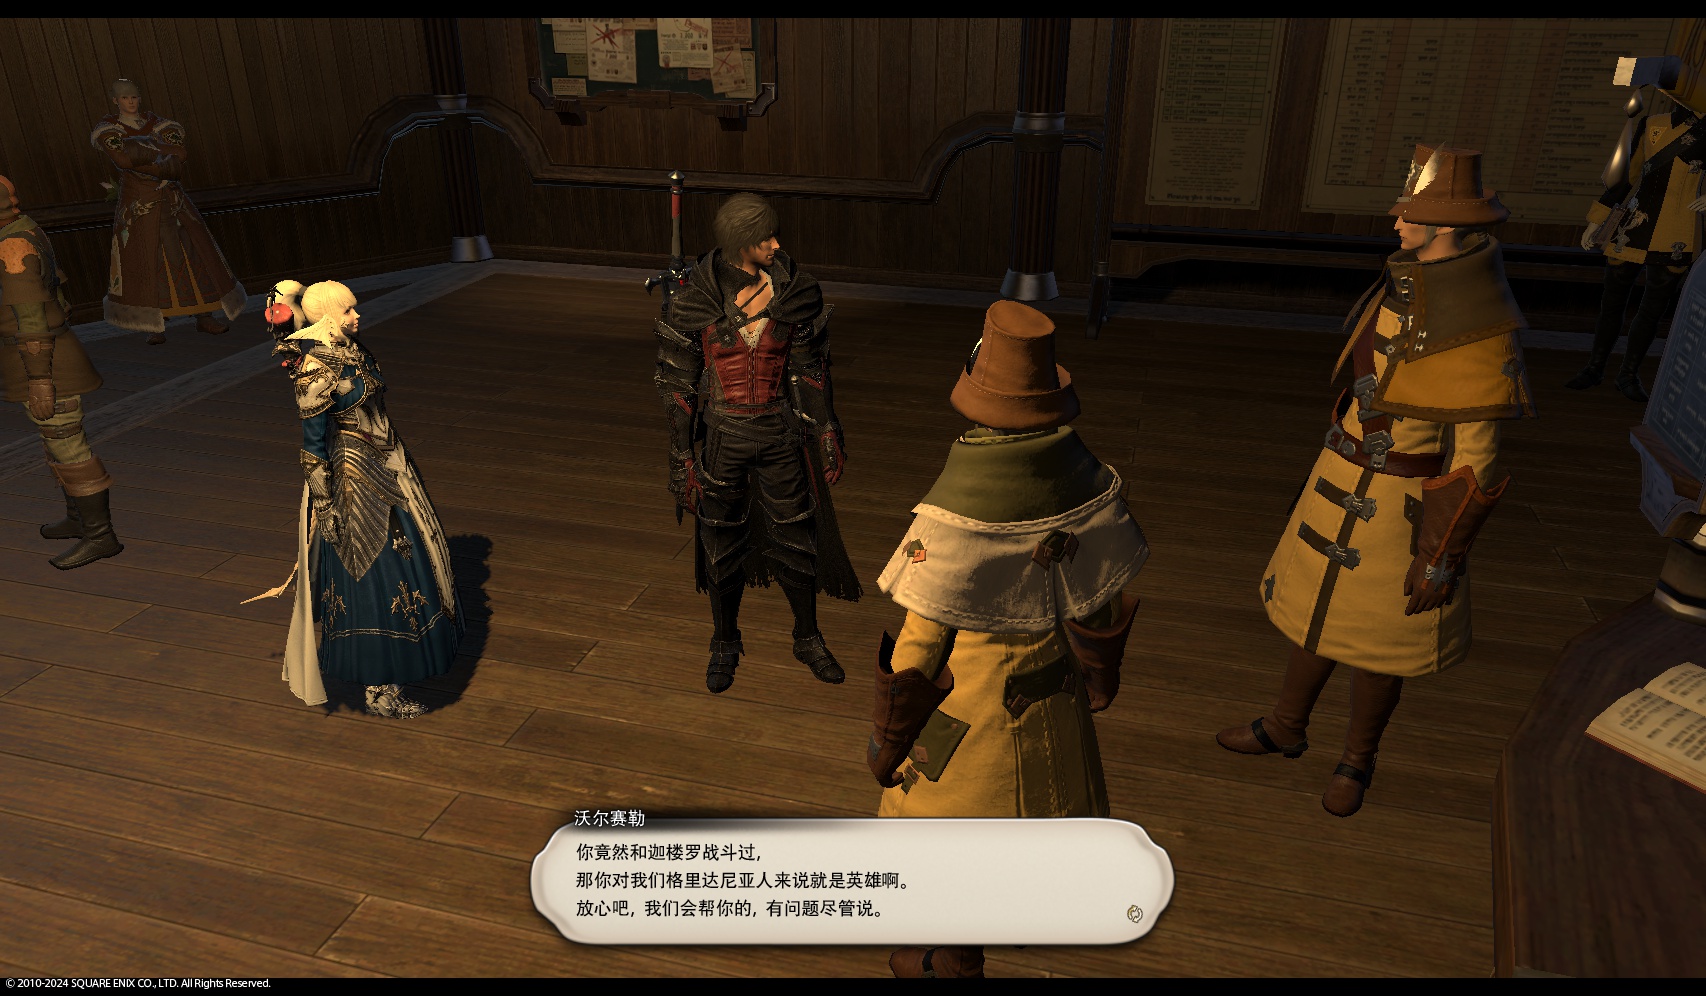 沃尔赛勒
你竟然和迦楼罗战斗过,
那你对我们格里达尼亚人来说就是英雄啊。
放心吧, 我们会帮你的, 有问题尽管说。
© 2010-2024 SQUARE ENIX CO., LTD. All Rights Reserved.